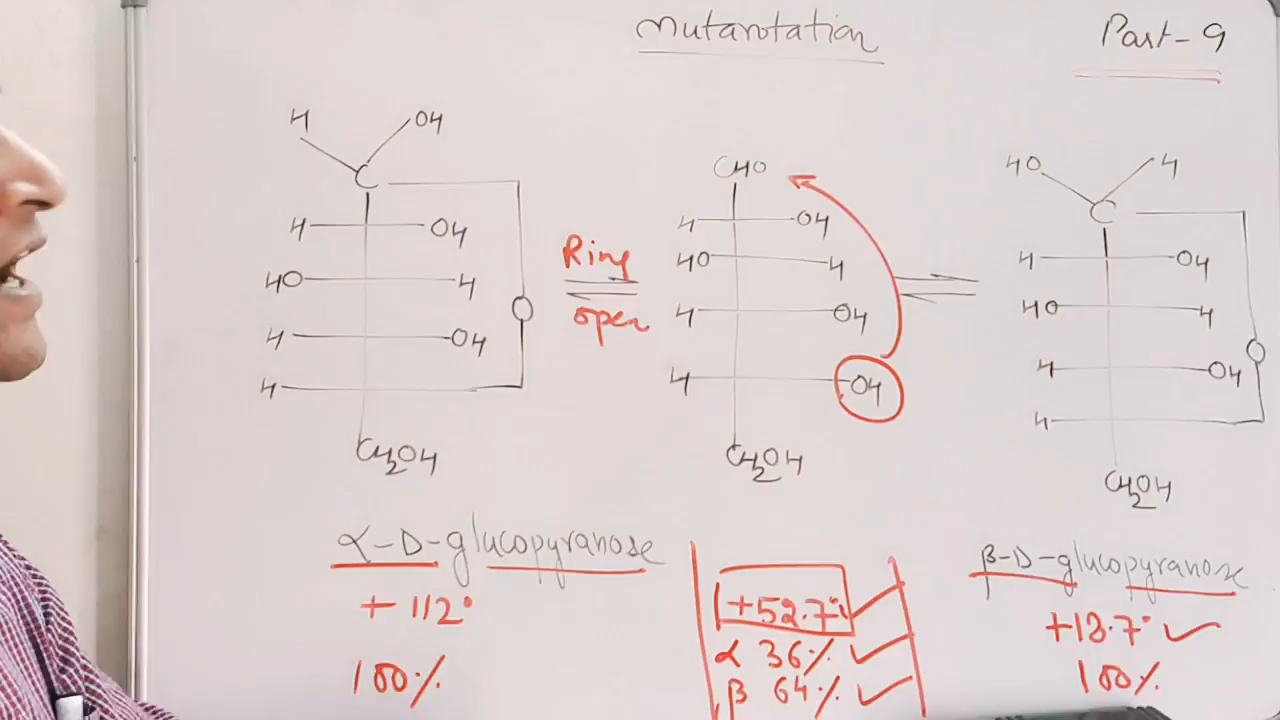 Mutarotation
Part-9
H OH
C
H OH
HO H
H OH
H
O
CH2OH
α-D-glucopyranose
+112°
100%
Ring
open
CHO
H OH
HO H
H OH
H OH
CH2OH
+52.7°
α 36%
β 64%
HO H
C
H OH
HO H
H OH
H
O
CH2OH
β-D-glucopyranose
+18.7°
100%